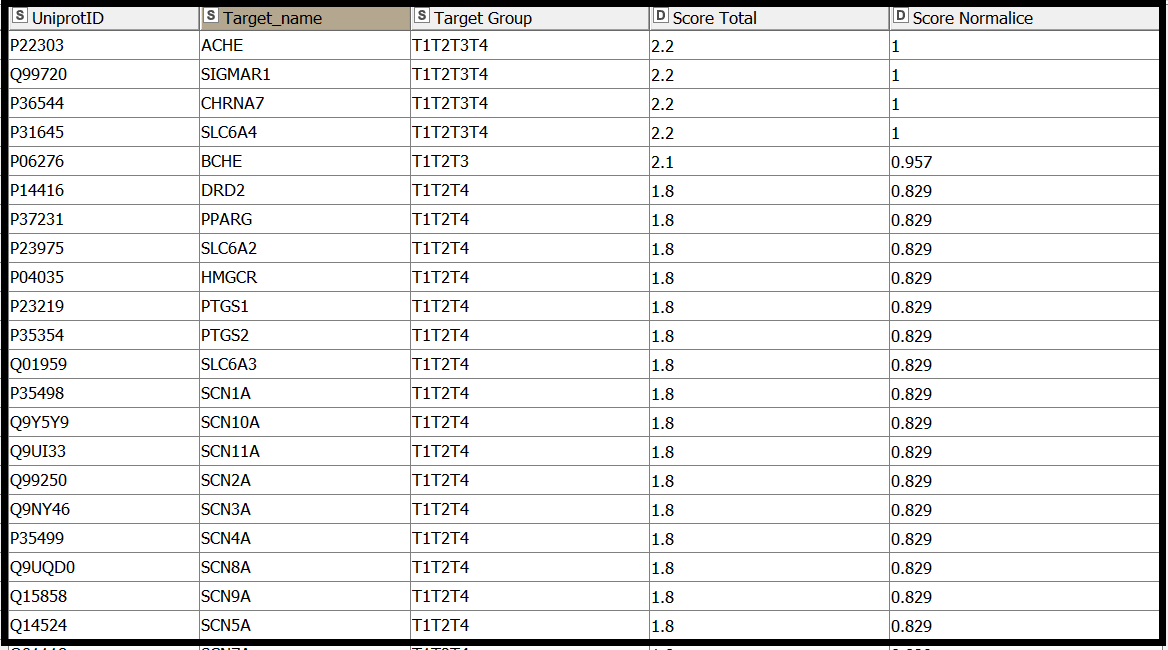 S UniprotID S Target_name S Target Group D Score Total D Score Normalice
P22303 ACHE T1T2T3T4 2.2 1
Q99720 SIGMAR1 T1T2T3T4 2.2 1
P36544 CHRNA7 T1T2T3T4 2.2 1
P31645 SLC6A4 T1T2T3T4 2.2 1
P06276 BCHE T1T2T3 2.1 0.957
P14416 DRD2 T1T2T4 1.8 0.829
P37231 PPARG T1T2T4 1.8 0.829
P23975 SLC6A2 T1T2T4 1.8 0.829
P04035 HMGCR T1T2T4 1.8 0.829
P23219 PTGS1 T1T2T4 1.8 0.829
P35354 PTGS2 T1T2T4 1.8 0.829
Q01959 SLC6A3 T1T2T4 1.8 0.829
P35498 SCN1A T1T2T4 1.8 0.829
Q9Y5Y9 SCN10A T1T2T4 1.8 0.829
Q9UI33 SCN11A T1T2T4 1.8 0.829
Q99250 SCN2A T1T2T4 1.8 0.829
Q9NY46 SCN3A T1T2T4 1.8 0.829
P35499 SCN4A T1T2T4 1.8 0.829
Q9UQD0 SCN8A T1T2T4 1.8 0.829
Q15858 SCN9A T1T2T4 1.8 0.829
Q14524 SCN5A T1T2T4 1.8 0.829